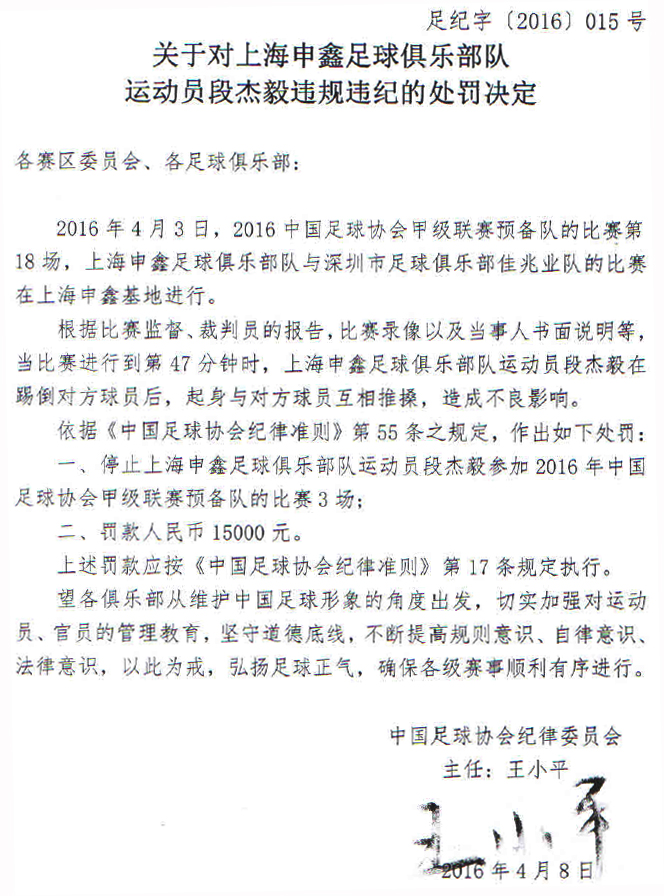 足纪字〔2016〕015 号
关于对上海申鑫足球俱乐部队
运动员段杰毅违规违纪的处罚决定
各赛区委员会、各足球俱乐部:
2016 年 4 月 3 日，2016 中国足球协会甲级联赛预备队的比赛第
18 场，上海申鑫足球俱乐部队与深圳市足球俱乐部佳兆业队的比赛
在上海申鑫基地进行。
根据比赛监督、裁判员的报告，比赛录像以及当事人书面说明等，
当比赛进行到第 47 分钟时，上海申鑫足球俱乐部队运动员段杰毅在
踢倒对方球员后，起身与对方球员互相推搡，造成不良影响。
依据《中国足球协会纪律准则》第 55 条之规定，作出如下处罚:
一、停止上海申鑫足球俱乐部队运动员段杰毅参加 2016 年中国
足球协会甲级联赛预备队的比赛 3 场;
二、罚款人民币 15000 元。
上述罚款应按《中国足球协会纪律准则》第 17 条规定执行。
望各俱乐部从维护中国足球形象的角度出发，切实加强对运动
员、官员的管理教育，坚守道德底线，不断提高规则意识、自律意识、
法律意识，以此为戒，弘扬足球正气，确保各级赛事顺利有序进行。
中国足球协会纪律委员会
主任: 王小平
王小平
2016 年 4 月 8 日